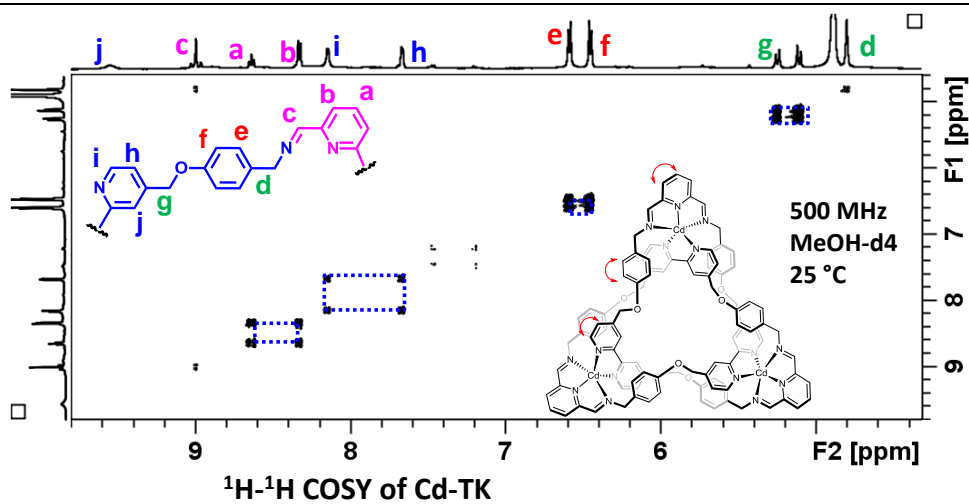 j c a b i h e f g d
b
a
c
f e
N
N
i h
N
O
d
g
j
F1 [ppm]
7
8
9
500 MHz
MeOH-d4
25 °C
N N N
Cd
N N
O O
O O
N N N N
N Cd Cd N
N N N N
O O
9 8 7 6 F2 [ppm]
¹H-¹H COSY of Cd-TK